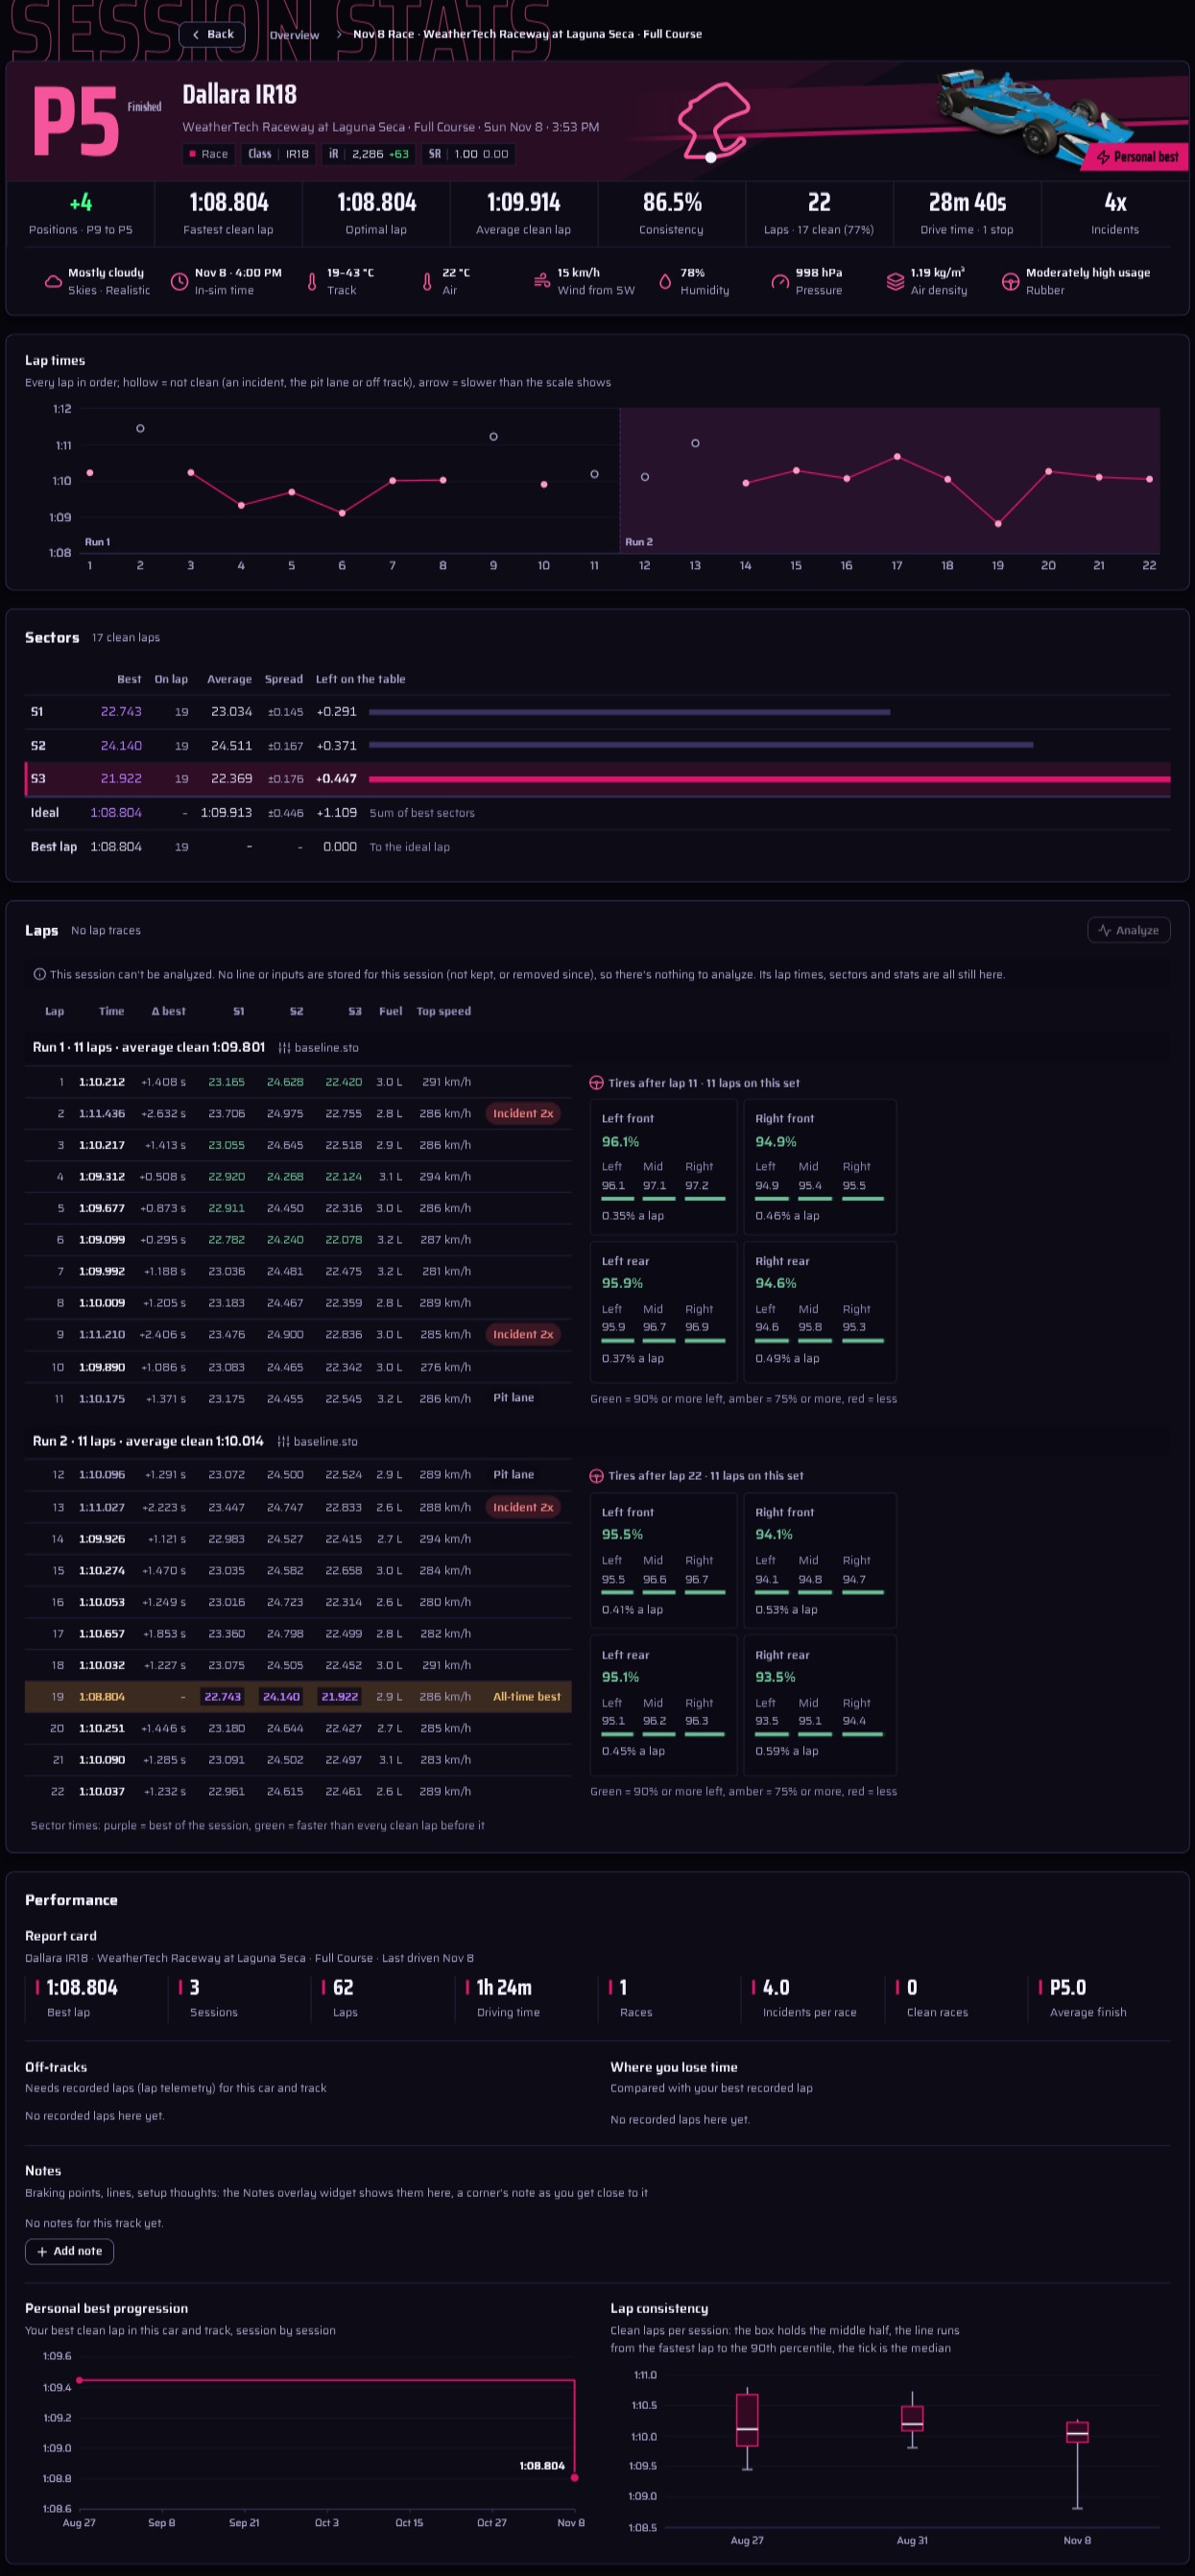 SESSION STATS
Back Overview > Nov 8 Race · WeatherTech Raceway at Laguna Seca · Full Course
P5 Finished
Dallara IR18
WeatherTech Raceway at Laguna Seca · Full Course · Sun Nov 8 · 3:53 PM
Race Class | IR18 iR | 2,286 +63 SR | 1.00 0.00
Personal best
+4 1:08.804 1:08.804 1:09.914 86.5% 22 28m 40s 4x
Positions · P9 to P5 Fastest clean lap Optimal lap Average clean lap Consistency Laps · 17 clean (77%) Drive time · 1 stop Incidents
Mostly cloudy Nov 8 · 4:00 PM 19–43 °C 22 °C 15 km/h 78% 998 hPa 1.19 kg/m³ Moderately high usage
Skies · Realistic In-sim time Track Air Wind from SW Humidity Pressure Air density Rubber
Lap times
Every lap in order; hollow = not clean (an incident, the pit lane or off track), arrow = slower than the scale shows
1:12
1:11
1:10
1:09
1:08
Run 1 Run 2
1 2 3 4 5 6 7 8 9 10 11 12 13 14 15 16 17 18 19 20 21 22
Sectors 17 clean laps
Best On lap Average Spread Left on the table
S1 22.743 19 23.034 ±0.145 +0.291
S2 24.140 19 24.511 ±0.167 +0.371
S3 21.922 19 22.369 ±0.176 +0.447
Ideal 1:08.804 - 1:09.913 ±0.446 +1.109 Sum of best sectors
Best lap 1:08.804 19 - - 0.000 To the ideal lap
Laps No lap traces Analyze
This session can't be analyzed. No line or inputs are stored for this session (not kept, or removed since), so there's nothing to analyze. Its lap times, sectors and stats are all still here.
Lap Time Δ best S1 S2 S3 Fuel Top speed
Run 1 · 11 laps · average clean 1:09.801 baseline.sto
1 1:10.212 +1.408 s 23.165 24.628 22.420 3.0 L 291 km/h
2 1:11.436 +2.632 s 23.706 24.975 22.755 2.8 L 286 km/h Incident 2x
3 1:10.217 +1.413 s 23.055 24.645 22.518 2.9 L 286 km/h
4 1:09.312 +0.508 s 22.920 24.268 22.124 3.1 L 294 km/h
5 1:09.677 +0.873 s 22.911 24.450 22.316 3.0 L 286 km/h
6 1:09.099 +0.295 s 22.782 24.240 22.078 3.2 L 287 km/h
7 1:09.992 +1.188 s 23.036 24.481 22.475 3.2 L 281 km/h
8 1:10.009 +1.205 s 23.183 24.467 22.359 2.8 L 289 km/h
9 1:11.210 +2.406 s 23.476 24.900 22.836 3.0 L 285 km/h Incident 2x
10 1:09.890 +1.086 s 23.083 24.465 22.342 3.0 L 276 km/h
11 1:10.175 +1.371 s 23.175 24.455 22.545 3.2 L 286 km/h Pit lane
Tires after lap 11 · 11 laps on this set
Left front Right front
96.1% 94.9%
Left Mid Right Left Mid Right
96.1 97.1 97.2 94.9 95.4 95.5
0.35% a lap 0.46% a lap
Left rear Right rear
95.9% 94.6%
Left Mid Right Left Mid Right
95.9 96.7 96.9 94.6 95.8 95.3
0.37% a lap 0.49% a lap
Green = 90% or more left, amber = 75% or more, red = less
Run 2 · 11 laps · average clean 1:10.014 baseline.sto
12 1:10.096 +1.291 s 23.072 24.500 22.524 2.9 L 289 km/h Pit lane
13 1:11.027 +2.223 s 23.447 24.747 22.833 2.6 L 288 km/h Incident 2x
14 1:09.926 +1.121 s 22.983 24.527 22.415 2.7 L 294 km/h
15 1:10.274 +1.470 s 23.035 24.582 22.658 3.0 L 284 km/h
16 1:10.053 +1.249 s 23.016 24.723 22.314 2.6 L 280 km/h
17 1:10.657 +1.853 s 23.360 24.798 22.499 2.8 L 282 km/h
18 1:10.032 +1.227 s 23.075 24.505 22.452 3.0 L 291 km/h
19 1:08.804 - 22.743 24.140 21.922 2.9 L 286 km/h All-time best
20 1:10.251 +1.446 s 23.180 24.644 22.427 2.7 L 285 km/h
21 1:10.090 +1.285 s 23.091 24.502 22.497 3.1 L 283 km/h
22 1:10.037 +1.232 s 22.961 24.615 22.461 2.6 L 289 km/h
Tires after lap 22 · 11 laps on this set
Left front Right front
95.5% 94.1%
Left Mid Right Left Mid Right
95.5 96.6 96.7 94.1 94.8 94.7
0.41% a lap 0.53% a lap
Left rear Right rear
95.1% 93.5%
Left Mid Right Left Mid Right
95.1 96.2 96.3 93.5 95.1 94.4
0.45% a lap 0.59% a lap
Green = 90% or more left, amber = 75% or more, red = less
Sector times: purple = best of the session, green = faster than every clean lap before it
Performance
Report card
Dallara IR18 · WeatherTech Raceway at Laguna Seca · Full Course · Last driven Nov 8
1:08.804 3 62 1h 24m 1 4.0 0 P5.0
Best lap Sessions Laps Driving time Races Incidents per race Clean races Average finish
Off-tracks
Needs recorded laps (lap telemetry) for this car and track
No recorded laps here yet.
Where you lose time
Compared with your best recorded lap
No recorded laps here yet.
Notes
Braking points, lines, setup thoughts: the Notes overlay widget shows them here, a corner's note as you get close to it
No notes for this track yet.
+ Add note
Personal best progression
Your best clean lap in this car and track, session by session
1:09.6
1:09.4
1:09.2
1:09.0
1:08.8
1:08.6
1:08.804
Aug 27 Sep 8 Sep 21 Oct 3 Oct 15 Oct 27 Nov 8
Lap consistency
Clean laps per session: the box holds the middle half, the line runs
from the fastest lap to the 90th percentile, the tick is the median
1:11.0
1:10.5
1:10.0
1:09.5
1:09.0
1:08.5
Aug 27 Aug 31 Nov 8